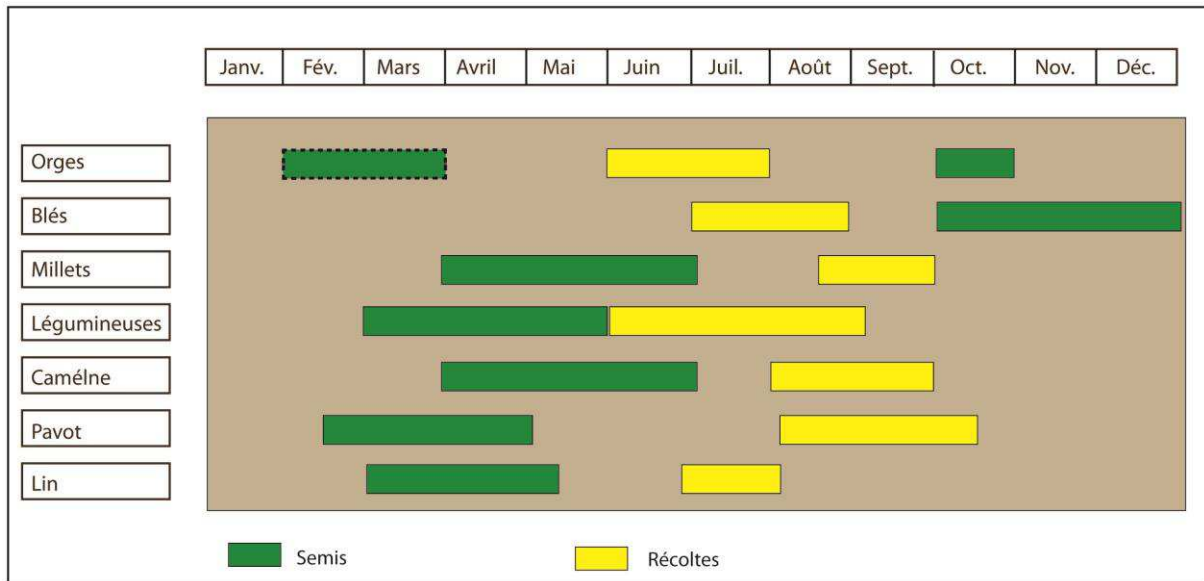 Janv. Fév. Mars Avril Mai Juin Juil. Août Sept. Oct. Nov. Déc.
Orges
Blés
Millets
Légumineuses
Camélne
Pavot
Lin
Semis Récoltes